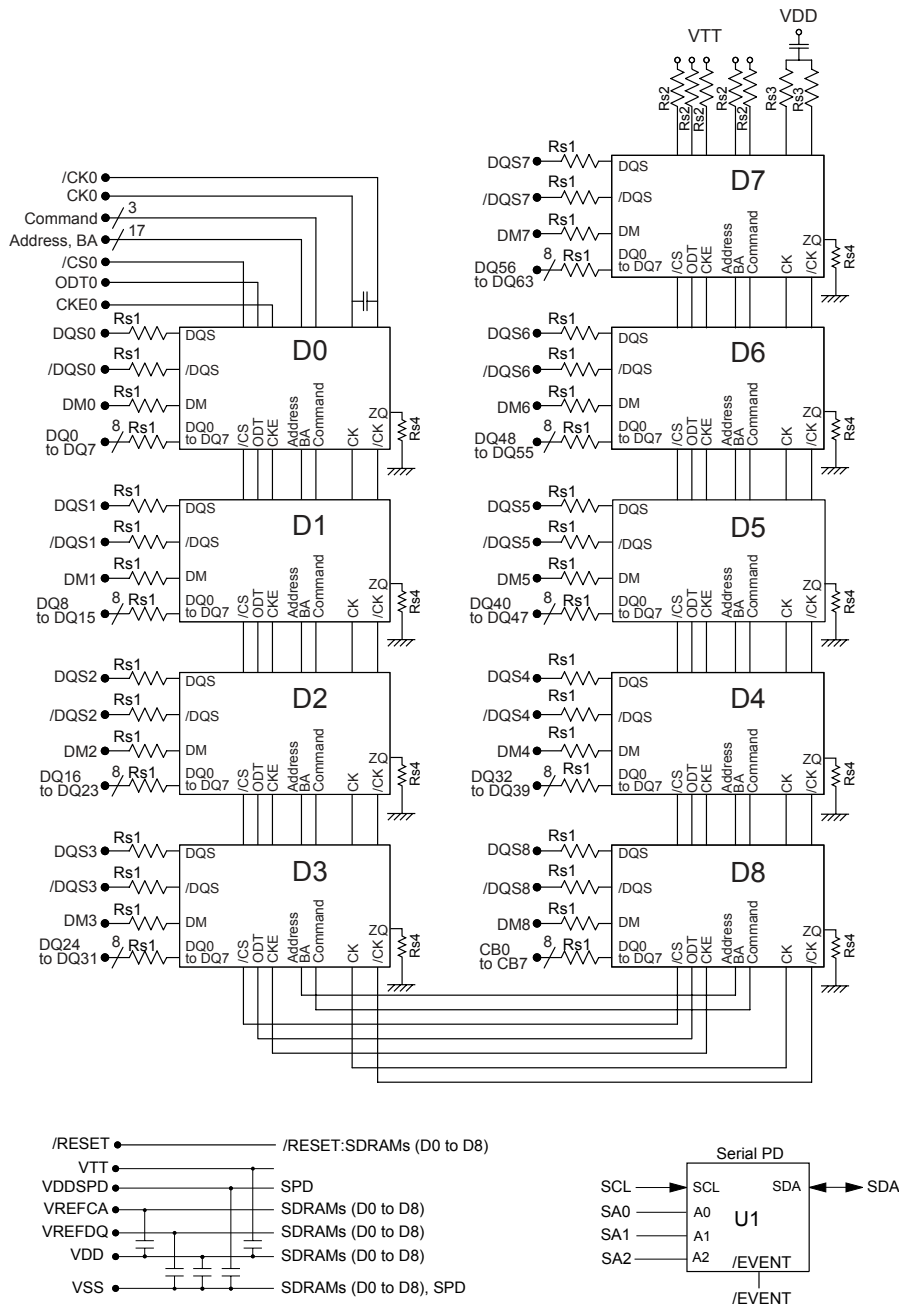 VTT
VDD
Rs2
Rs2
Rs2
Rs2
Rs2
Rs3
Rs3
/CK0
CK0
Command 3
Address, BA 17
/CS0
ODT0
CKE0
DQS0 Rs1 DQS
/DQS0 Rs1 /DQS
DM0 Rs1 DM
DQ0
to DQ7 8 Rs1 DQ0
to DQ7
D0
/CS
ODT
CKE
Address
BA
Command
CK
/CK
ZQ
Rs4
DQS1 Rs1 DQS
/DQS1 Rs1 /DQS
DM1 Rs1 DM
DQ8
to DQ15 8 Rs1 DQ0
to DQ7
D1
/CS
ODT
CKE
Address
BA
Command
CK
/CK
ZQ
Rs4
DQS2 Rs1 DQS
/DQS2 Rs1 /DQS
DM2 Rs1 DM
DQ16
to DQ23 8 Rs1 DQ0
to DQ7
D2
/CS
ODT
CKE
Address
BA
Command
CK
/CK
ZQ
Rs4
DQS3 Rs1 DQS
/DQS3 Rs1 /DQS
DM3 Rs1 DM
DQ24
to DQ31 8 Rs1 DQ0
to DQ7
D3
/CS
ODT
CKE
Address
BA
Command
CK
/CK
ZQ
Rs4
DQS7 Rs1 DQS
/DQS7 Rs1 /DQS
DM7 Rs1 DM
DQ56
to DQ63 8 Rs1 DQ0
to DQ7
D7
/CS
ODT
CKE
Address
BA
Command
CK
/CK
ZQ
Rs4
DQS6 Rs1 DQS
/DQS6 Rs1 /DQS
DM6 Rs1 DM
DQ48
to DQ55 8 Rs1 DQ0
to DQ7
D6
/CS
ODT
CKE
Address
BA
Command
CK
/CK
ZQ
Rs4
DQS5 Rs1 DQS
/DQS5 Rs1 /DQS
DM5 Rs1 DM
DQ40
to DQ47 8 Rs1 DQ0
to DQ7
D5
/CS
ODT
CKE
Address
BA
Command
CK
/CK
ZQ
Rs4
DQS4 Rs1 DQS
/DQS4 Rs1 /DQS
DM4 Rs1 DM
DQ32
to DQ39 8 Rs1 DQ0
to DQ7
D4
/CS
ODT
CKE
Address
BA
Command
CK
/CK
ZQ
Rs4
DQS8 Rs1 DQS
/DQS8 Rs1 /DQS
DM8 Rs1 DM
CB0
to CB7 8 Rs1 DQ0
to DQ7
D8
/CS
ODT
CKE
Address
BA
Command
CK
/CK
ZQ
Rs4
/RESET /RESET:SDRAMs (D0 to D8)
VTT
VDDSPD SPD
VREFCA SDRAMs (D0 to D8)
VREFDQ SDRAMs (D0 to D8)
VDD SDRAMs (D0 to D8)
VSS SDRAMs (D0 to D8), SPD
Serial PD
SCL SCL SDA SDA
SA0 A0
U1
SA1 A1
SA2 A2
/EVENT
/EVENT